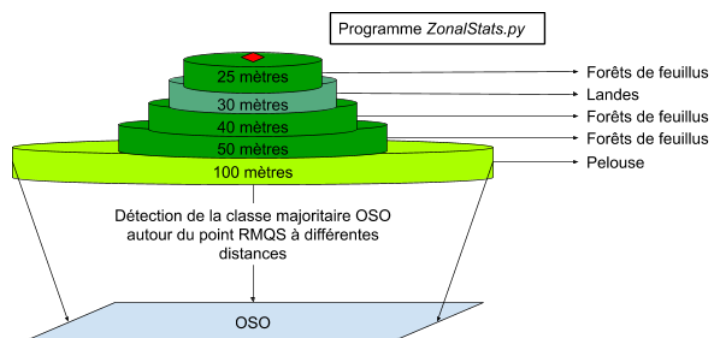 Programme ZonalStats.py
25 mètres
Forêts de feuillus
30 mètres
Landes
40 mètres
Forêts de feuillus
50 mètres
Forêts de feuillus
100 mètres
Pelouse
Détection de la classe majoritaire OSO
autour du point RMQS à différentes
distances
OSO